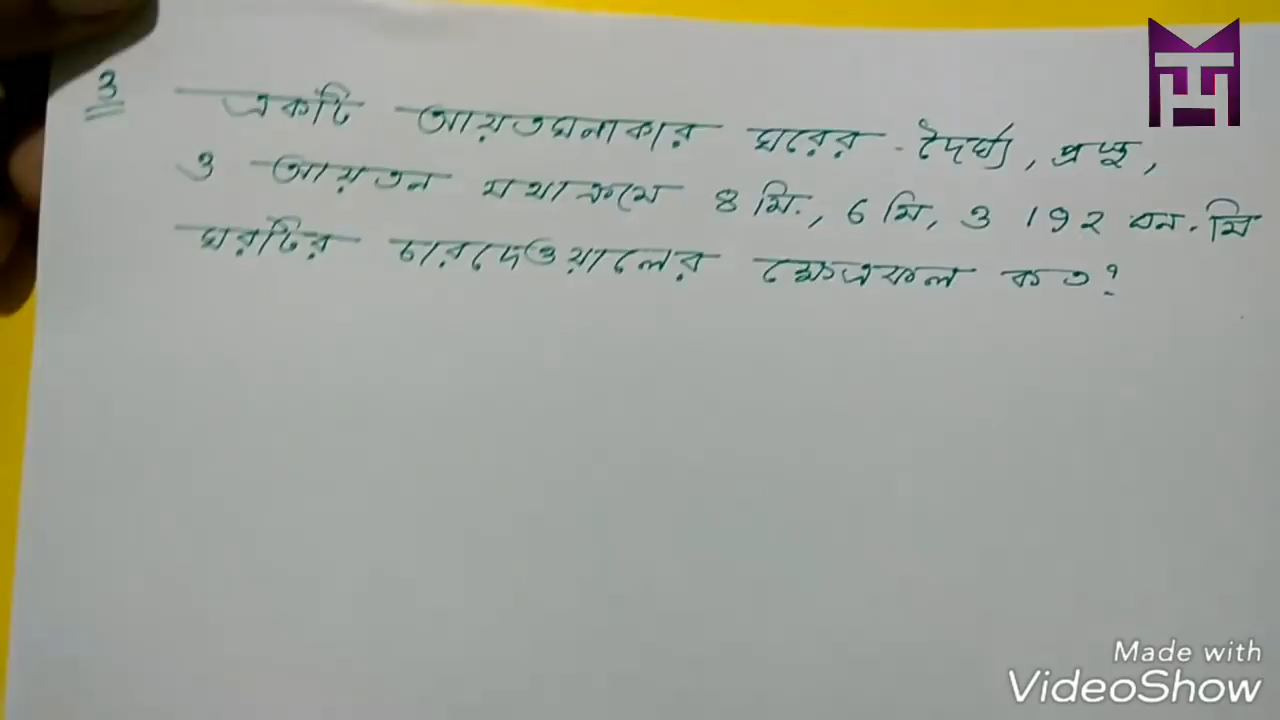 3 একটি আয়তঘনাকার ঘরের দৈর্ঘ্য, প্রস্থ,
ও আয়তন যথাক্রমে 8 মি., 6 মি, ও 192 ঘন.মি
ঘরটির চারদেওয়ালের ক্ষেত্রফল কত?
MTH
Made with
VideoShow